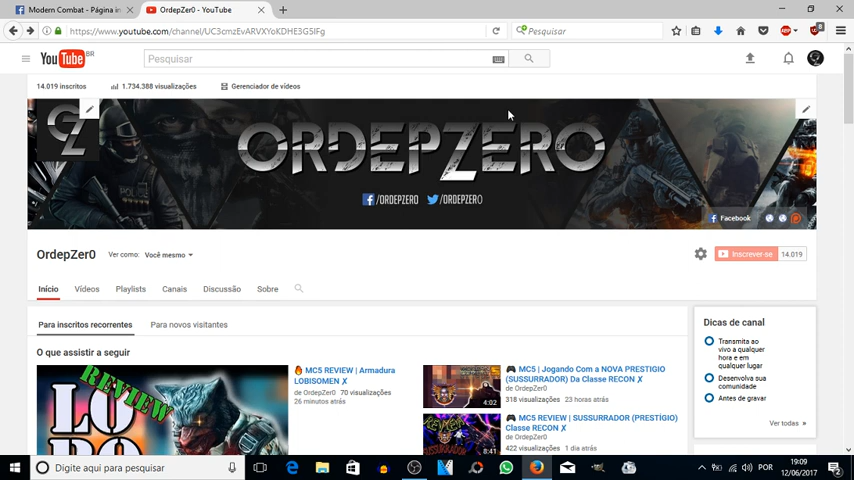 Modern Combat - Página in
OrdepZer0 - YouTube
https://www.youtube.com/channel/UC3cmzEvARVXYoKDHE3G5IFg
Pesquisar
8
YouTube BR
Pesquisar
14.019 inscritos
1.734.388 visualizações
Gerenciador de vídeos
ORDEPZERO
/ORDEPZERO
/ORDEPZER0
Facebook
OrdepZer0
Ver como:
Você mesmo
Inscrever-se
14.019
Início
Vídeos
Playlists
Canais
Discussão
Sobre
Para inscritos recorrentes
Para novos visitantes
O que assistir a seguir
REVIEW
LO
MC5 REVIEW | Armadura
LOBISOMEN
de OrdepZer0 70 visualizações
26 minutos atrás
4:02
MC5 | Jogando Com a NOVA PRESTIGIO
(SUSSURRADOR) Da Classe RECON
de OrdepZer0
318 visualizações 23 horas atrás
8:41
MC5 REVIEW | SUSSURRADOR (PRESTÍGIO)
Classe RECON
de OrdepZer0
422 visualizações 1 dia atrás
Dicas de canal
Transmita ao
vivo a qualquer
hora e em
qualquer lugar
Desenvolva sua
comunidade
Antes de gravar
Ver todas »
Digite aqui para pesquisar
POR
19:09
12/06/2017
2